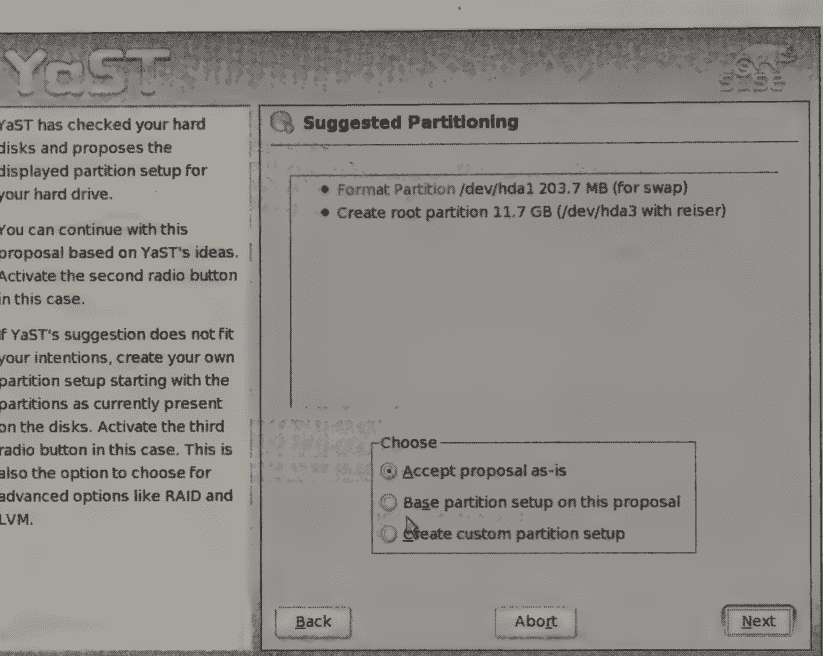 YaST
SuSE
YaST has checked your hard
disks and proposes the
displayed partition setup for
your hard drive.
You can continue with this
proposal based on YaST's ideas.
Activate the second radio button
in this case.
If YaST's suggestion does not fit
your intentions, create your own
partition setup starting with the
partitions as currently present
on the disks. Activate the third
radio button in this case. This is
also the option to choose for
advanced options like RAID and
LVM.
Suggested Partitioning
• Format Partition /dev/hda1 203.7 MB (for swap)
• Create root partition 11.7 GB (/dev/hda3 with reiser)
Choose
Accept proposal as-is
Base partition setup on this proposal
Create custom partition setup
Back
Abort
Next